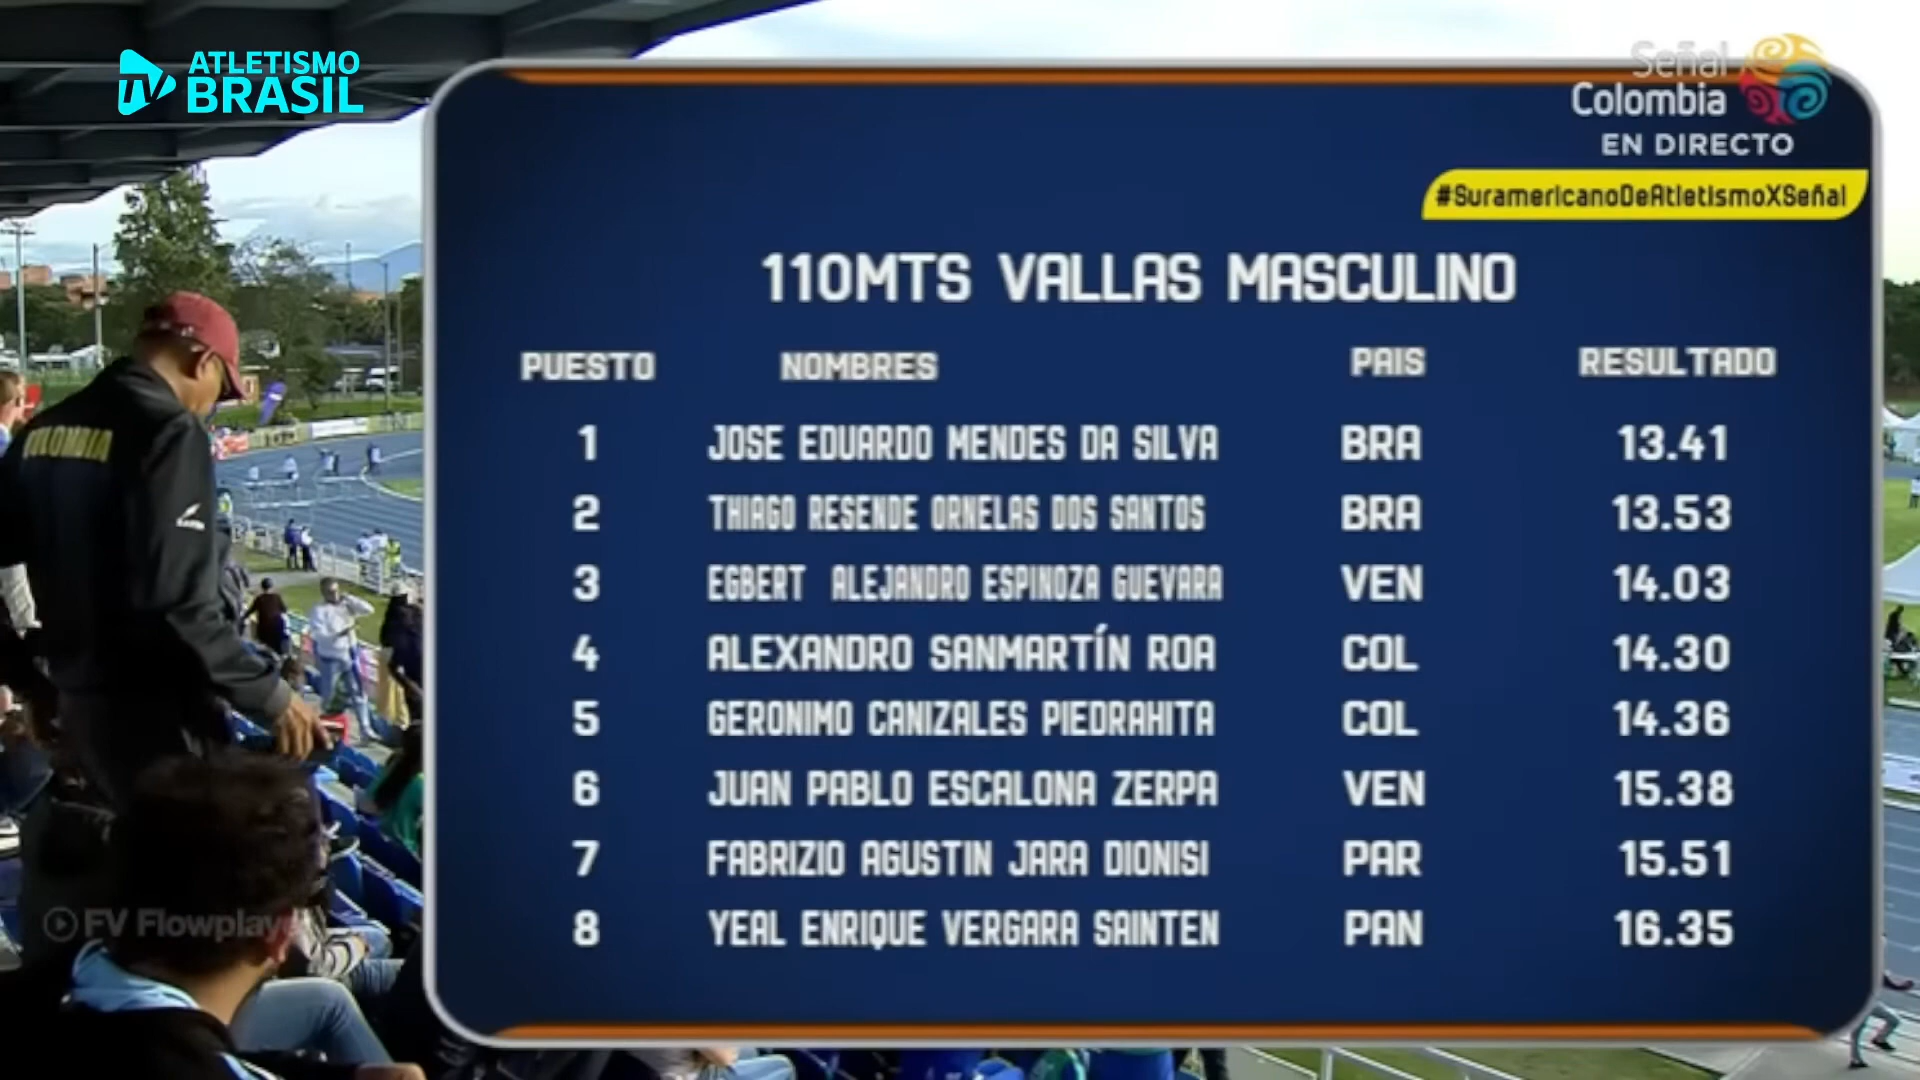 ATLETISMO
BRASIL
Señal
Colombia
EN DIRECTO
#SuramericanoDeAtletismoXSeñal
110MTS VALLAS MASCULINO
PUESTO NOMBRES PAIS RESULTADO
1 JOSE EDUARDO MENDES DA SILVA BRA 13.41
2 THIAGO RESENDE ORNELAS DOS SANTOS BRA 13.53
3 EGBERT ALEJANDRO ESPINOZA GUEVARA VEN 14.03
4 ALEXANDRO SANMARTÍN ROA COL 14.30
5 GERONIMO CANIZALES PIEDRAHITA COL 14.36
6 JUAN PABLO ESCALONA ZERPA VEN 15.38
7 FABRIZIO AGUSTIN JARA DIONISI PAR 15.51
8 YEAL ENRIQUE VERGARA SAINTEN PAN 16.35
COLOMBIA
FV Flowplayer